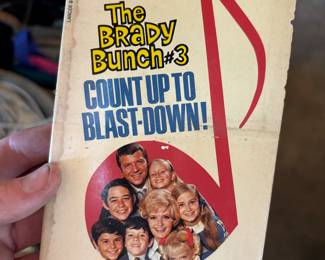 The
BRADY
BUNCH #3
COUNT UP TO
BLAST-DOWN!